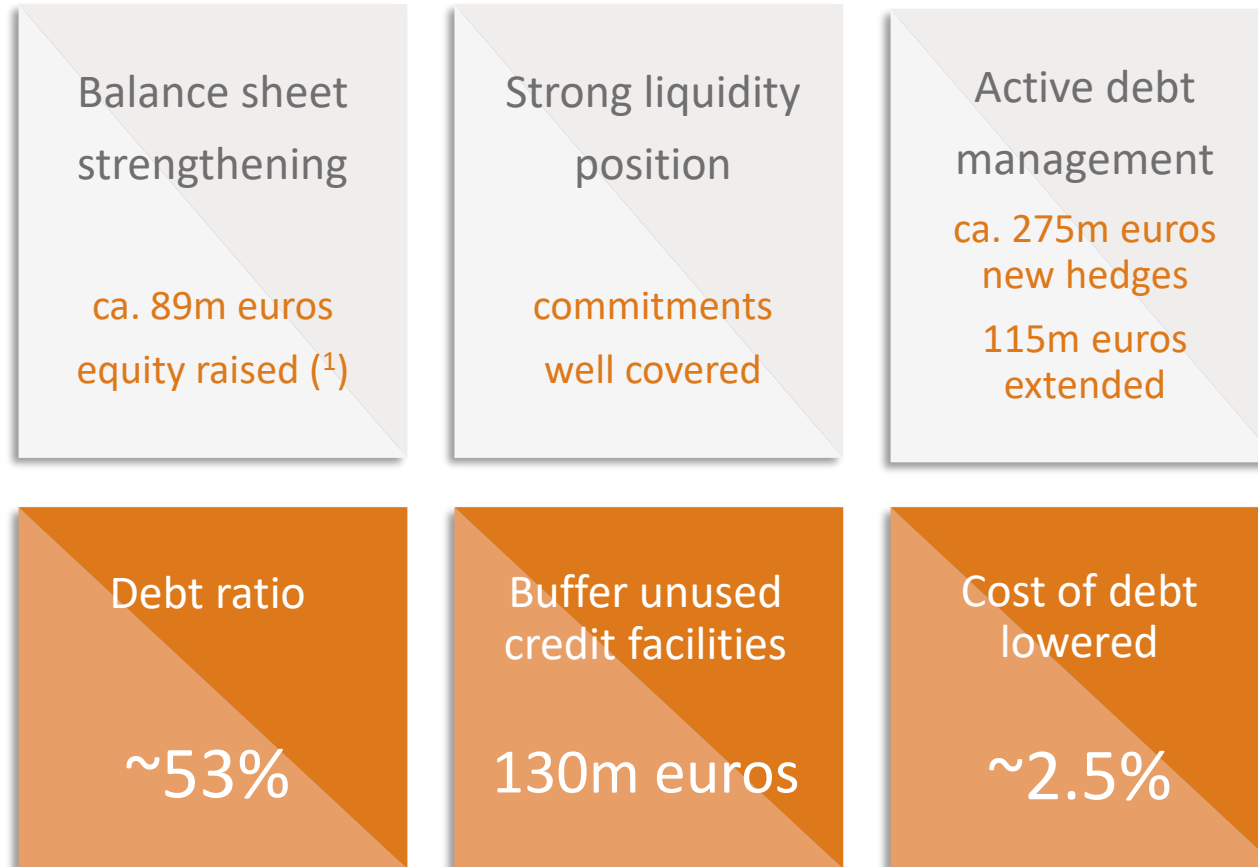 Balance sheet
strengthening
ca. 89m euros
equity raised (¹)
Strong liquidity
position
commitments
well covered
Active debt
management
ca. 275m euros
new hedges
115m euros
extended
Debt ratio
~53%
Buffer unused
credit facilities
130m euros
Cost of debt
lowered
~2.5%